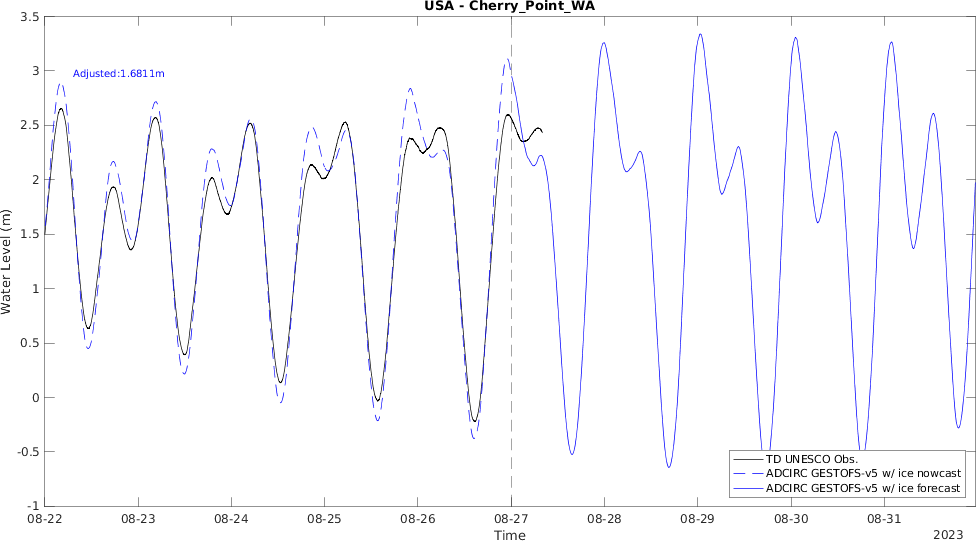 USA - Cherry_Point_WA
3.5
3
2.5
2
1.5
1
0.5
0
-0.5
-1
Water Level (m)
Adjusted:1.6811m
TD UNESCO Obs.
ADCIRC GESTOFS-v5 w/ ice nowcast
ADCIRC GESTOFS-v5 w/ ice forecast
08-22 08-23 08-24 08-25 08-26 08-27 08-28 08-29 08-30 08-31
Time
2023